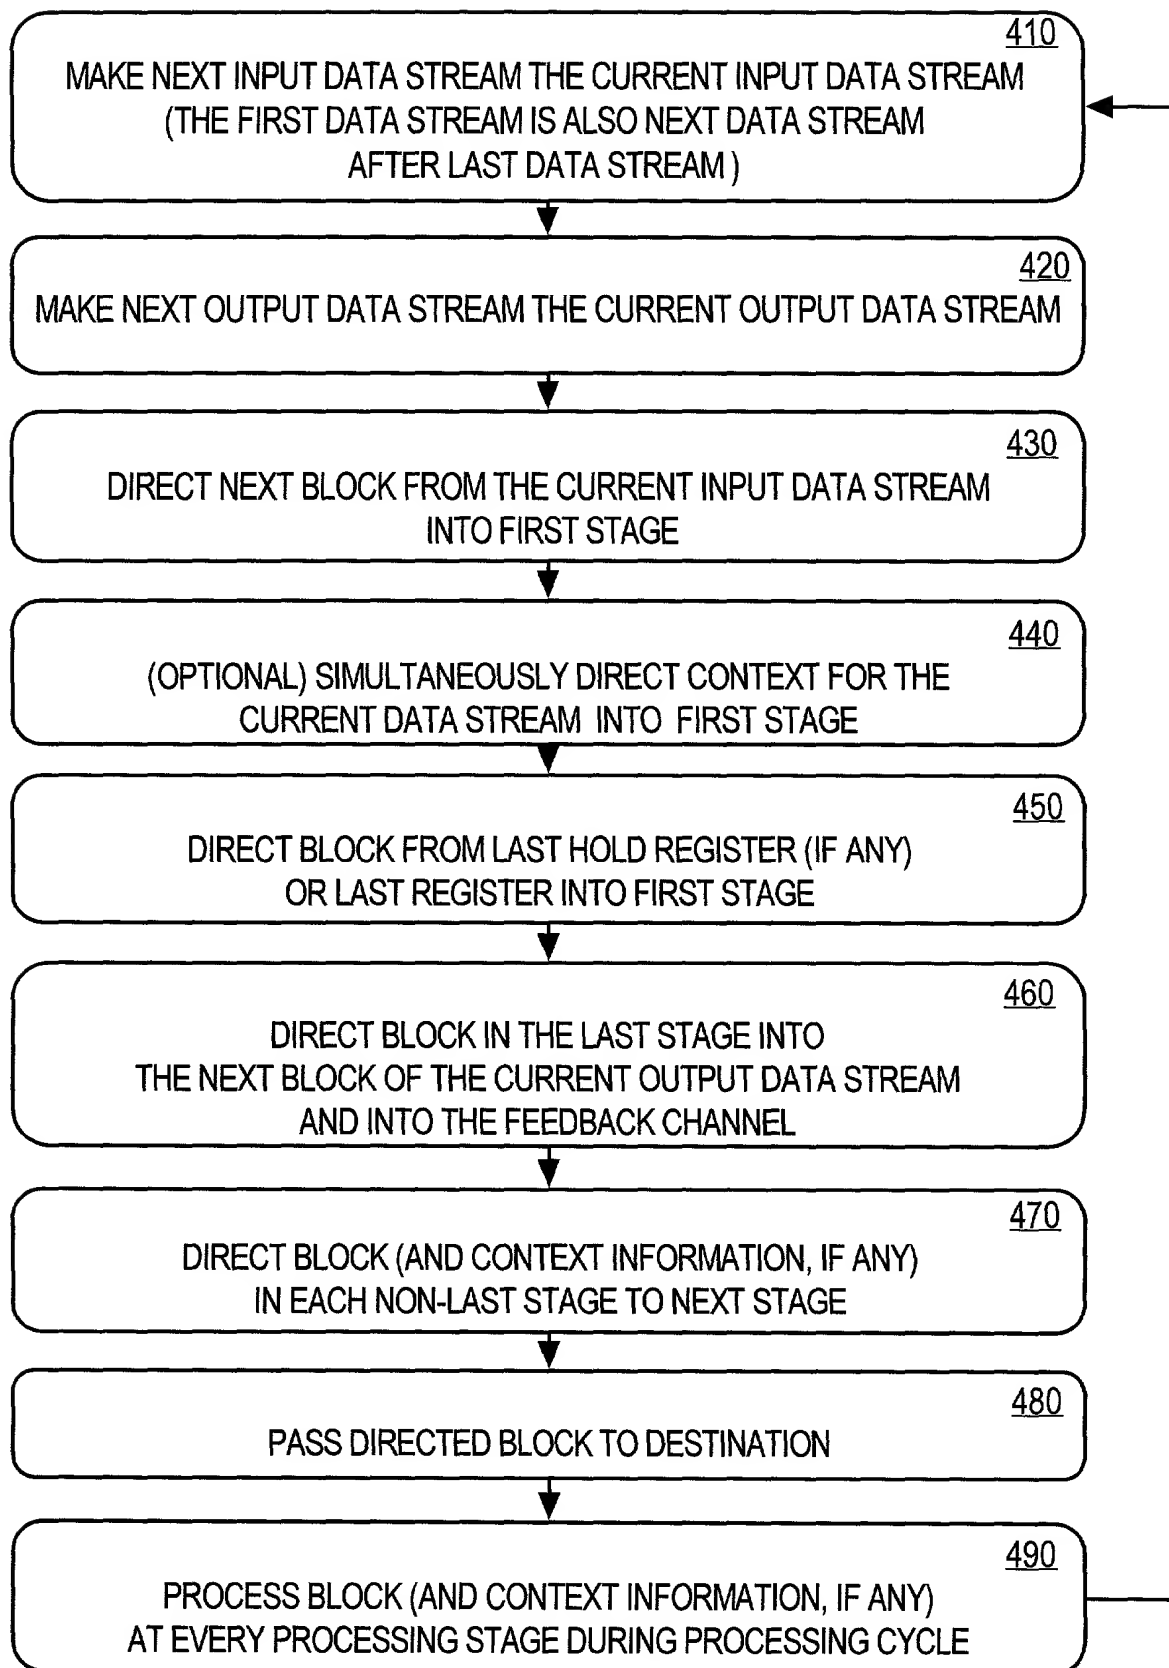 410
MAKE NEXT INPUT DATA STREAM THE CURRENT INPUT DATA STREAM
(THE FIRST DATA STREAM IS ALSO NEXT DATA STREAM
AFTER LAST DATA STREAM)
420
MAKE NEXT OUTPUT DATA STREAM THE CURRENT OUTPUT DATA STREAM
430
DIRECT NEXT BLOCK FROM THE CURRENT INPUT DATA STREAM
INTO FIRST STAGE
440
(OPTIONAL) SIMULTANEOUSLY DIRECT CONTEXT FOR THE
CURRENT DATA STREAM INTO FIRST STAGE
450
DIRECT BLOCK FROM LAST HOLD REGISTER (IF ANY)
OR LAST REGISTER INTO FIRST STAGE
460
DIRECT BLOCK IN THE LAST STAGE INTO
THE NEXT BLOCK OF THE CURRENT OUTPUT DATA STREAM
AND INTO THE FEEDBACK CHANNEL
470
DIRECT BLOCK (AND CONTEXT INFORMATION, IF ANY)
IN EACH NON-LAST STAGE TO NEXT STAGE
480
PASS DIRECTED BLOCK TO DESTINATION
490
PROCESS BLOCK (AND CONTEXT INFORMATION, IF ANY)
AT EVERY PROCESSING STAGE DURING PROCESSING CYCLE